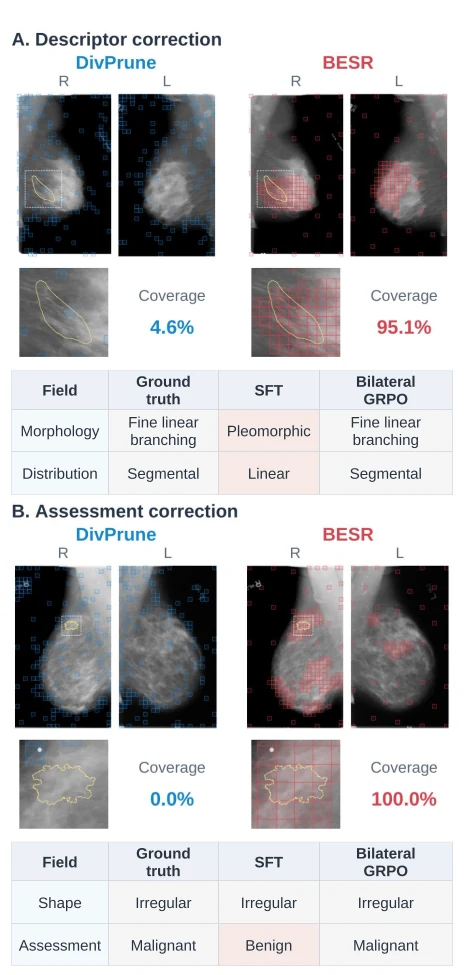 A. Descriptor correction
DivPrune BESR
R L R L
Coverage Coverage
4.6% 95.1%
Field Ground truth SFT Bilateral GRPO
Morphology Fine linear branching Pleomorphic Fine linear branching
Distribution Segmental Linear Segmental
B. Assessment correction
DivPrune BESR
R L R L
Coverage Coverage
0.0% 100.0%
Field Ground truth SFT Bilateral GRPO
Shape Irregular Irregular Irregular
Assessment Malignant Benign Malignant